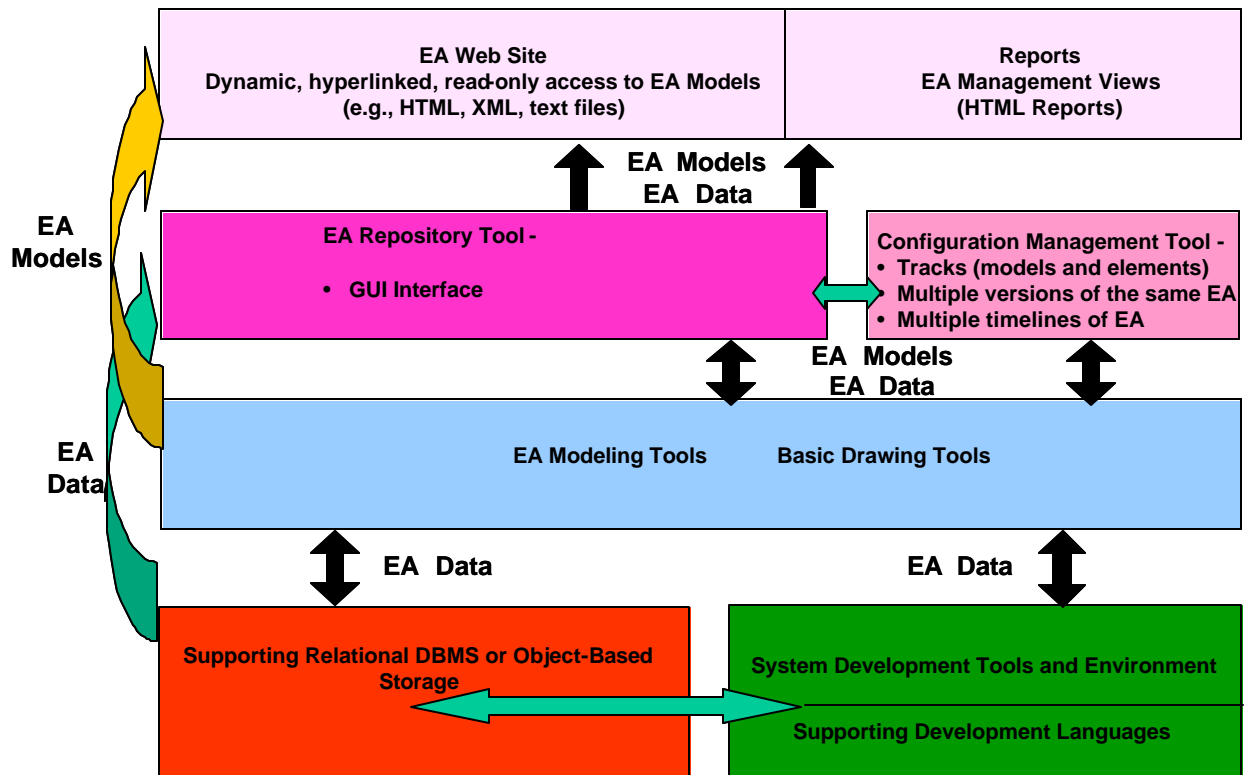 EA Web Site
Dynamic, hyperlinked, read-only access to EA Models
(e.g., HTML, XML, text files)
Reports
EA Management Views
(HTML Reports)
EA Models
EA Data
EA
Models
EA Repository Tool -
• GUI Interface
Configuration Management Tool -
• Tracks (models and elements)
• Multiple versions of the same EA
• Multiple timelines of EA
EA Models
EA Data
EA
Data
EA Modeling Tools
Basic Drawing Tools
EA Data
EA Data
Supporting Relational DBMS or Object-Based
Storage
System Development Tools and Environment
Supporting Development Languages